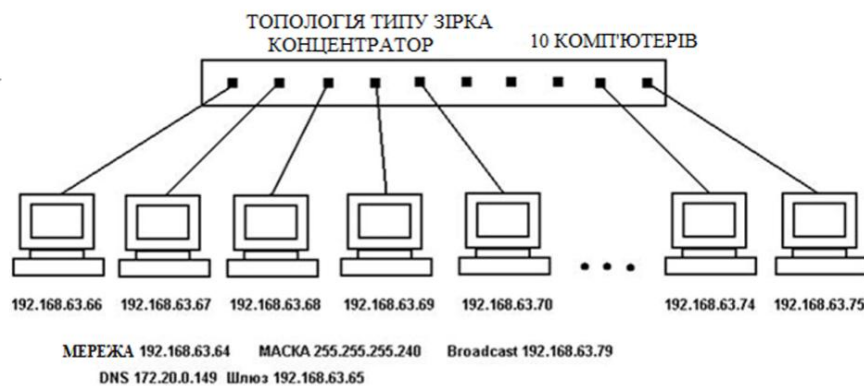 ТОПОЛОГІЯ ТИПУ ЗІРКА
КОНЦЕНТРАТОР 10 КОМП'ЮТЕРІВ
192.168.63.66 192.168.63.67 192.168.63.68 192.168.63.69 192.168.63.70 192.168.63.74 192.168.63.75
МЕРЕЖА 192.168.63.64 МАСКА 255.255.255.240 Broadcast 192.168.63.79
DNS 172.20.0.149 Шлюз 192.168.63.65